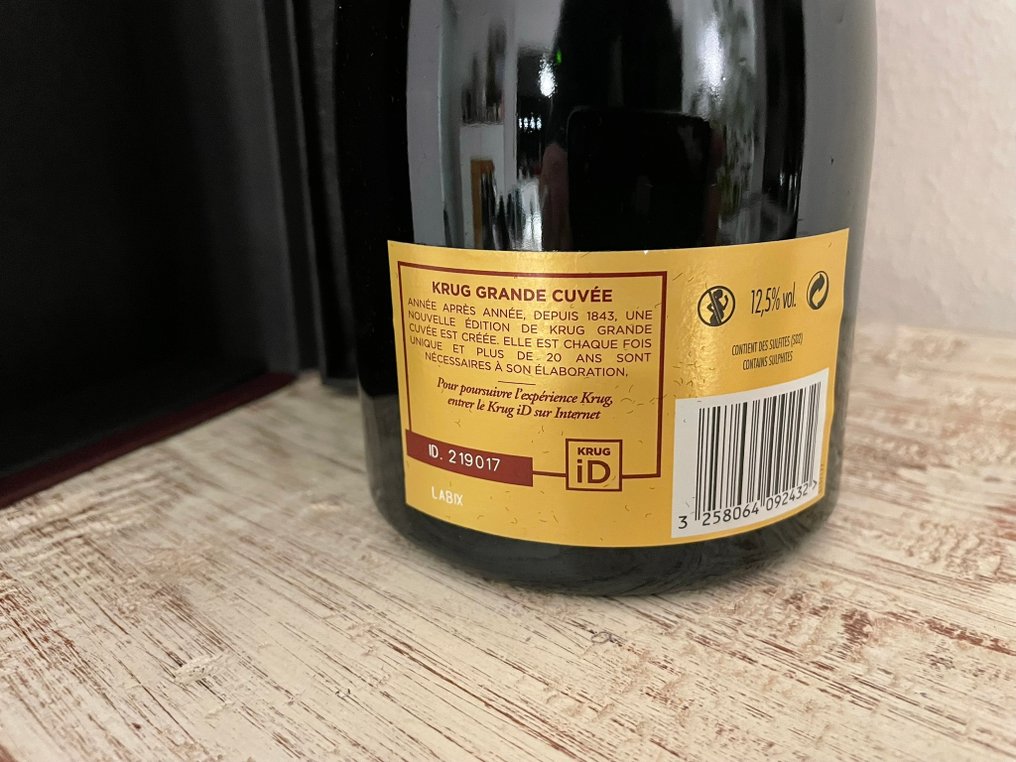 KRUG GRANDE CUVÉE
ANNÉE APRÈS ANNÉE, DEPUIS 1843, UNE
NOUVELLE ÉDITION DE KRUG GRANDE
CUVÉE EST CRÉÉE. ELLE EST CHAQUE FOIS
UNIQUE ET PLUS DE 20 ANS SONT
NÉCESSAIRES À SON ÉLABORATION.
Pour poursuivre l'expérience Krug,
entrer le Krug iD sur Internet
ID. 219017
KRUG
iD
LABIX
12,5% vol.
CONTIENT DES SULFITES (SO2)
CONTAINS SULPHITES
3 258064 092432 >